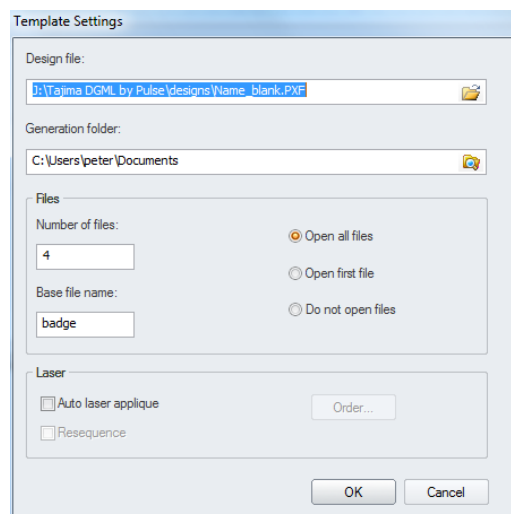 Template Settings
Design file:
J:\Tajima DGML by Pulse\designs\Name_blank.PXF
Generation folder:
C:\Users\peter\Documents
Files
Number of files:
4
Open all files
Open first file
Base file name:
Do not open files
badge
Laser
Auto laser applique
Order...
Resequence
OK
Cancel